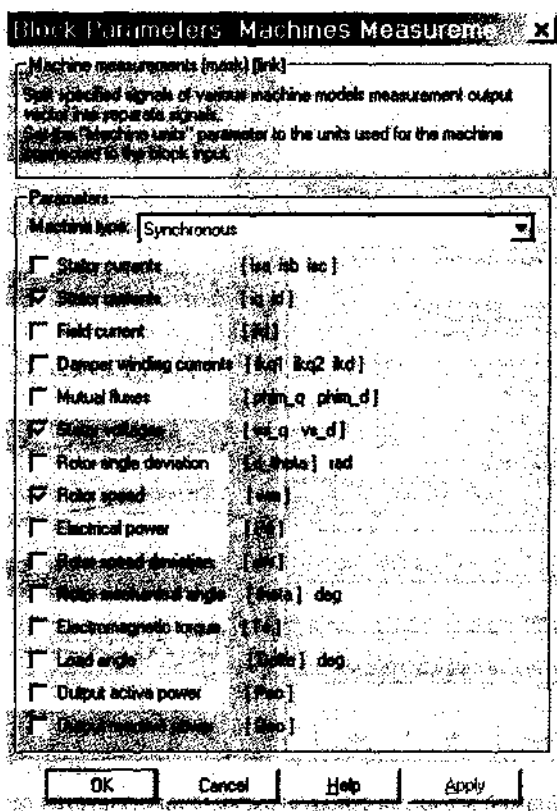 Block Parameters: Machines Measureme
Machine measurements (mask) (link)
Split specified signals of various machine models measurement output
vector into separate signals.
Set the "Machine units" parameter to the units used for the machine
connected to the block input.
Parameters
Machine type: Synchronous
Stator currents [ isa isb isc ]
Stator currents [ iq id ]
Field current [ ifd ]
Damper winding currents [ ikq1 ikq2 ikd ]
Mutual fluxes [ phim_q phim_d ]
Stator voltages [ vs_q vs_d ]
Rotor angle deviation [ d_theta ] rad
Rotor speed [ wm ]
Electrical power [ Pe ]
Rotor speed deviation [ dw ]
Rotor mechanical angle [ theta ] deg
Electromagnetic torque [ Te ]
Load angle [ Delta ] deg
Output active power [ Peo ]
Output reactive power [ Qeo ]
OK Cancel Help Apply